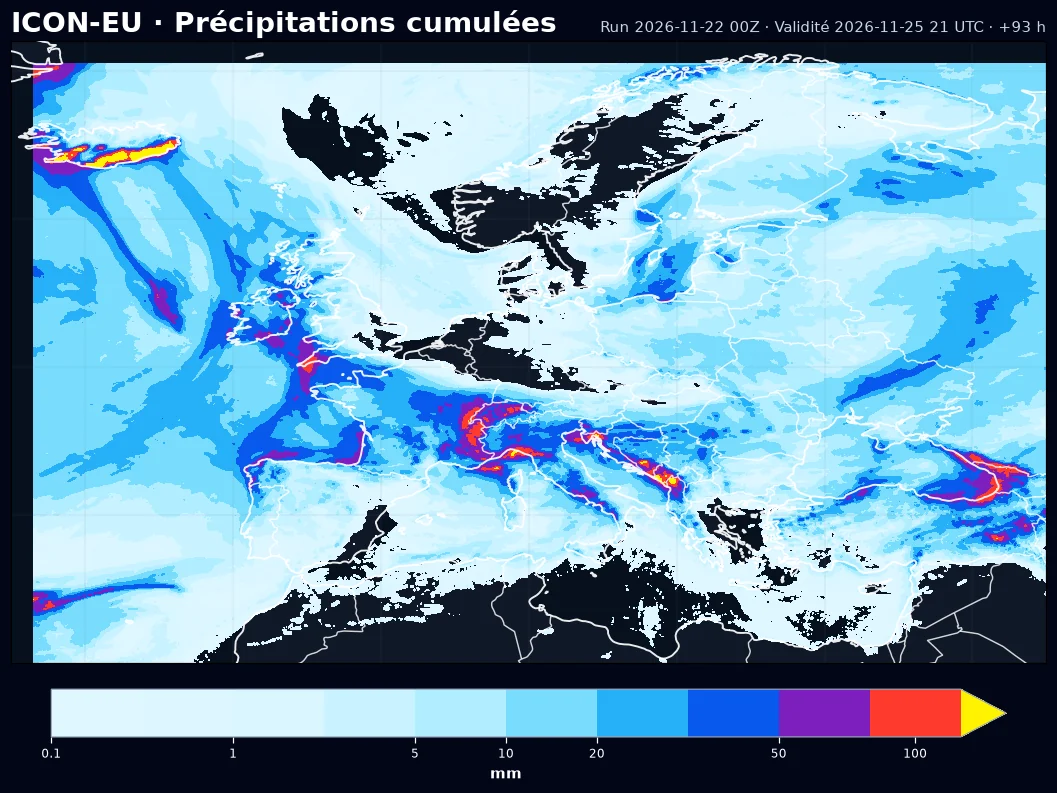 ICON-EU · Précipitations cumulées
Run 2026-11-22 00Z · Validité 2026-11-25 21 UTC · +93 h
0.1 1 5 10 20 50 100
mm